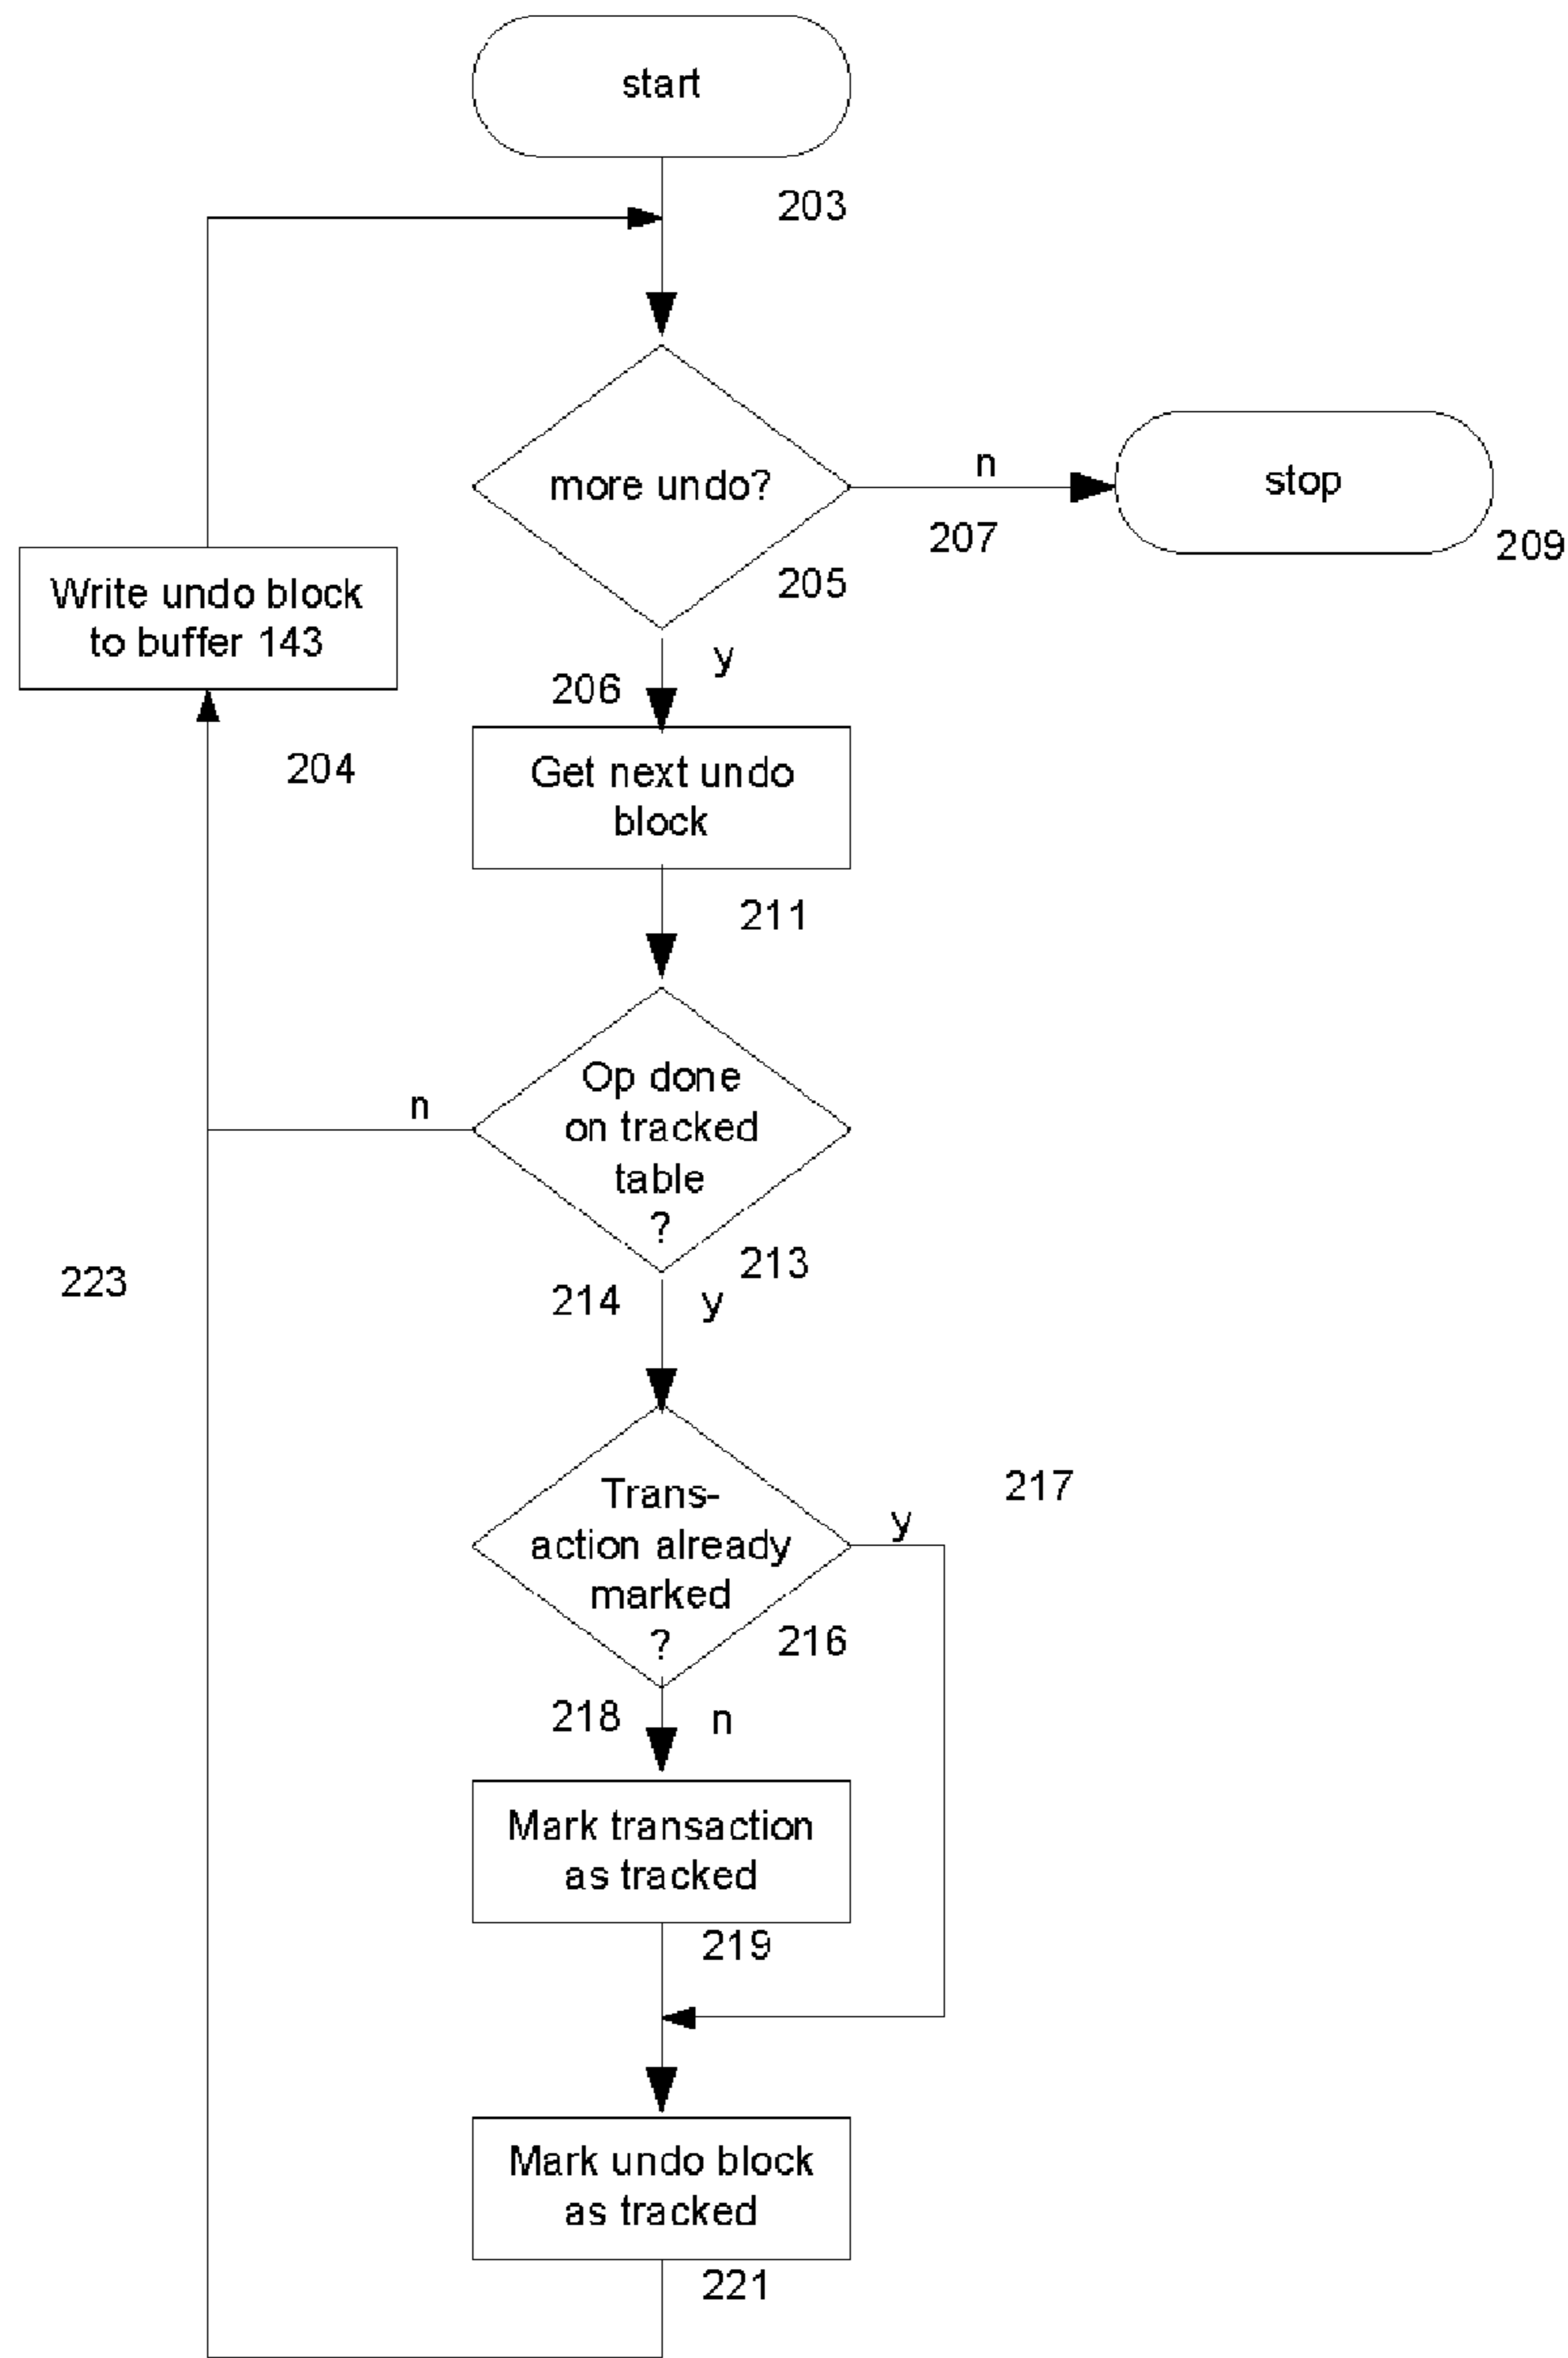 start
203
more undo?
n
stop
207
209
205
Write undo block
to buffer 143
y
206
204
Get next undo
block
211
Op done
on tracked
table
?
n
213
214
y
223
Trans-
action already
marked
?
217
y
216
218
n
Mark transaction
as tracked
219
Mark undo block
as tracked
221